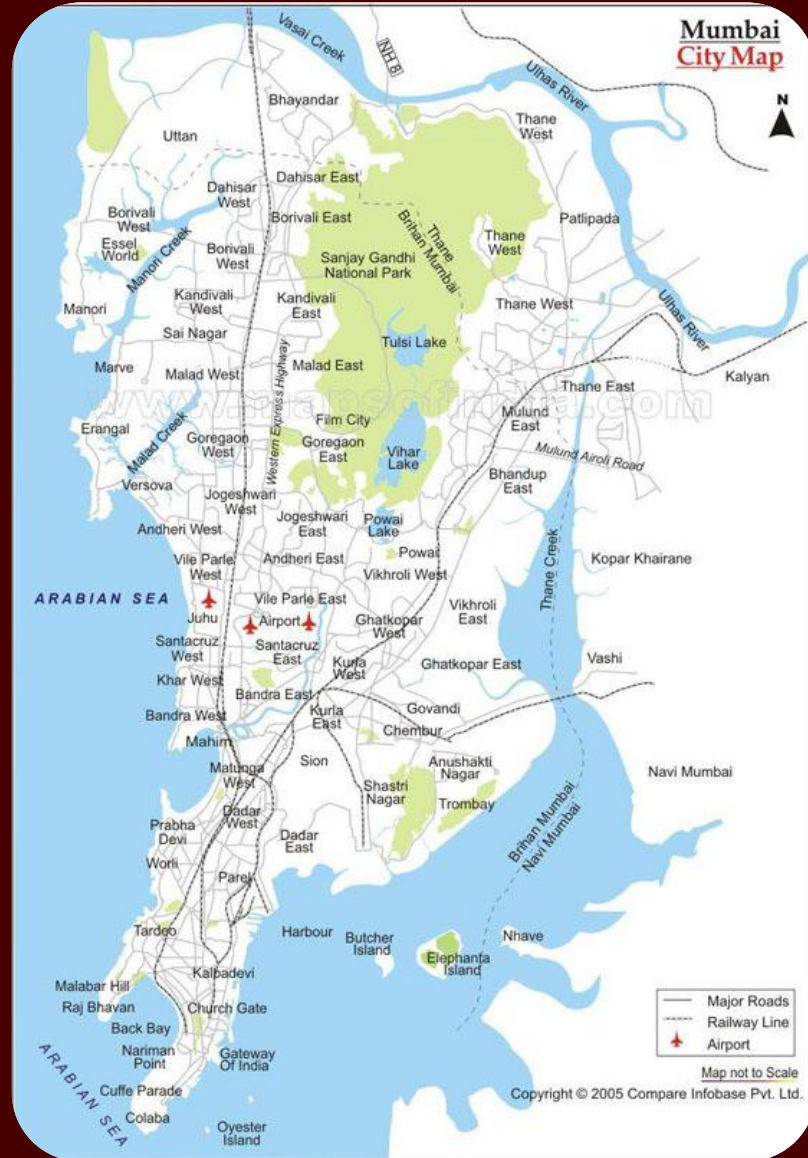 Mumbai
City Map
N
Vasai Creek
NH 8
Ulhas River
Bhayandar
Thane
West
Uttan
Dahisar East
Dahisar
West
Borivali
West
Borivali East
Patlipada
Essel
World
Manori Creek
Borivali
West
Thane
Brihan Mumbai
Thane
West
Sanjay Gandhi
National Park
Kandivali
West
Kandivali
East
Thane West
Ulhas River
Manori
Sai Nagar
Tulsi Lake
Marve
Malad West
Western Express Highway
Malad East
Thane East
Kalyan
www.mapsofindia.com
Erangal
Malad Creek
Goregaon
West
Film City
Goregaon
East
Vihar
Lake
Mulund
East
Mulund Airoli Road
Versova
Bhandup
East
Jogeshwari
West
Jogeshwari
East
Powai
Lake
Andheri West
Andheri East
Powai
Thane Creek
Kopar Khairane
Vile Parle
West
Vikhroli West
ARABIAN SEA
Vile Parle East
Vikhroli
East
Juhu
Airport
Ghatkopar
West
Santacruz
West
Santacruz
East
Kurla
West
Ghatkopar East
Vashi
Khar West
Bandra East
Bandra West
Kurla
East
Govandi
Chembur
Mahim
Sion
Anushakti
Nagar
Navi Mumbai
Matunga
West
Shastri
Nagar
Trombay
Brihan Mumbai
Navi Mumbai
Dadar
West
Prabha
Devi
Dadar
East
Worli
Parel
Tardeo
Harbour
Butcher
Island
Nhave
Elephanta
Island
Kalpadevi
Malabar Hill
Raj Bhavan
Church Gate
Back Bay
Nariman
Point
Gateway
Of India
ARABIAN SEA
Cuffe Parade
Colaba
Oyester
Island
Major Roads
Railway Line
Airport
Map not to Scale
Copyright © 2005 Compare Infobase Pvt. Ltd.